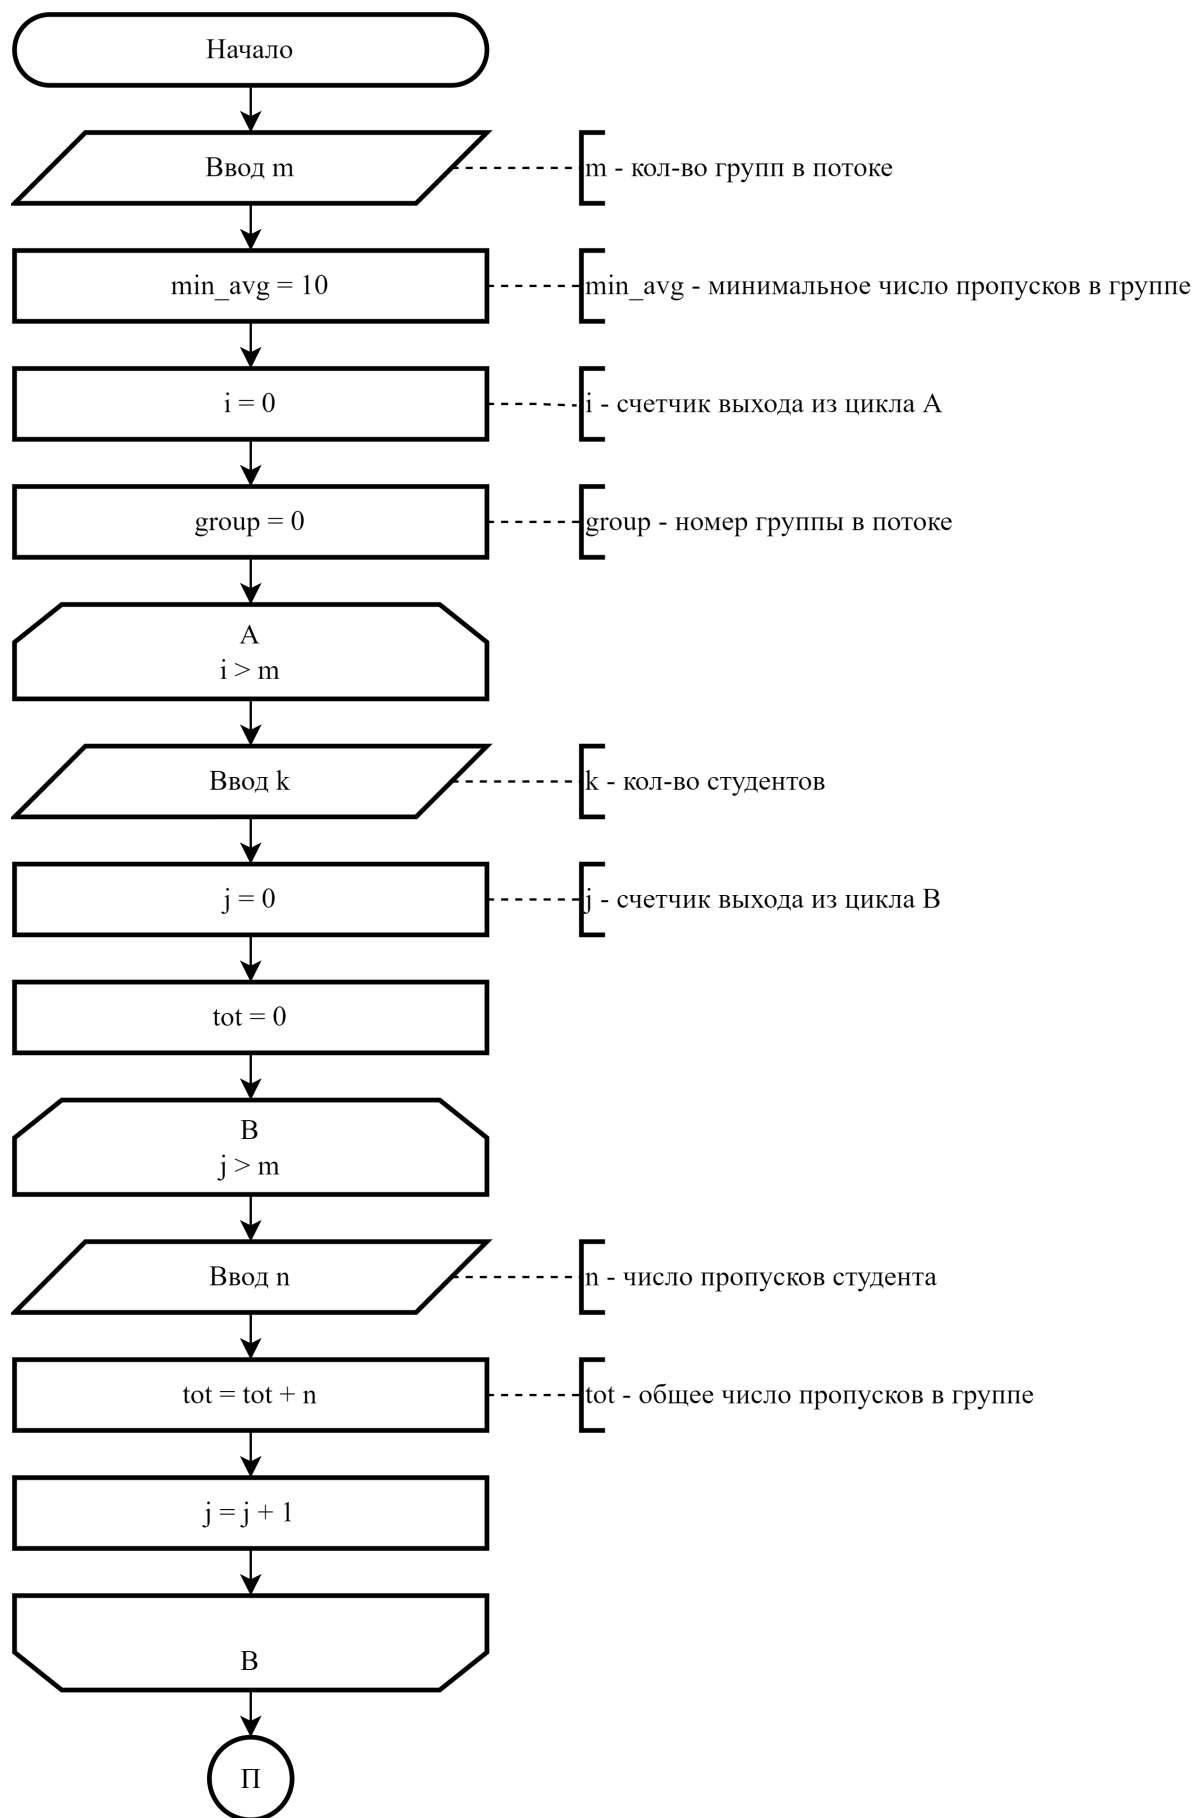 Начало
Ввод m
m - кол-во групп в потоке
min_avg = 10
min_avg - минимальное число пропусков в группе
i = 0
i - счетчик выхода из цикла A
group = 0
group - номер группы в потоке
A
i > m
Ввод k
k - кол-во студентов
j = 0
j - счетчик выхода из цикла B
tot = 0
B
j > m
Ввод n
n - число пропусков студента
tot = tot + n
tot - общее число пропусков в группе
j = j + 1
B
П